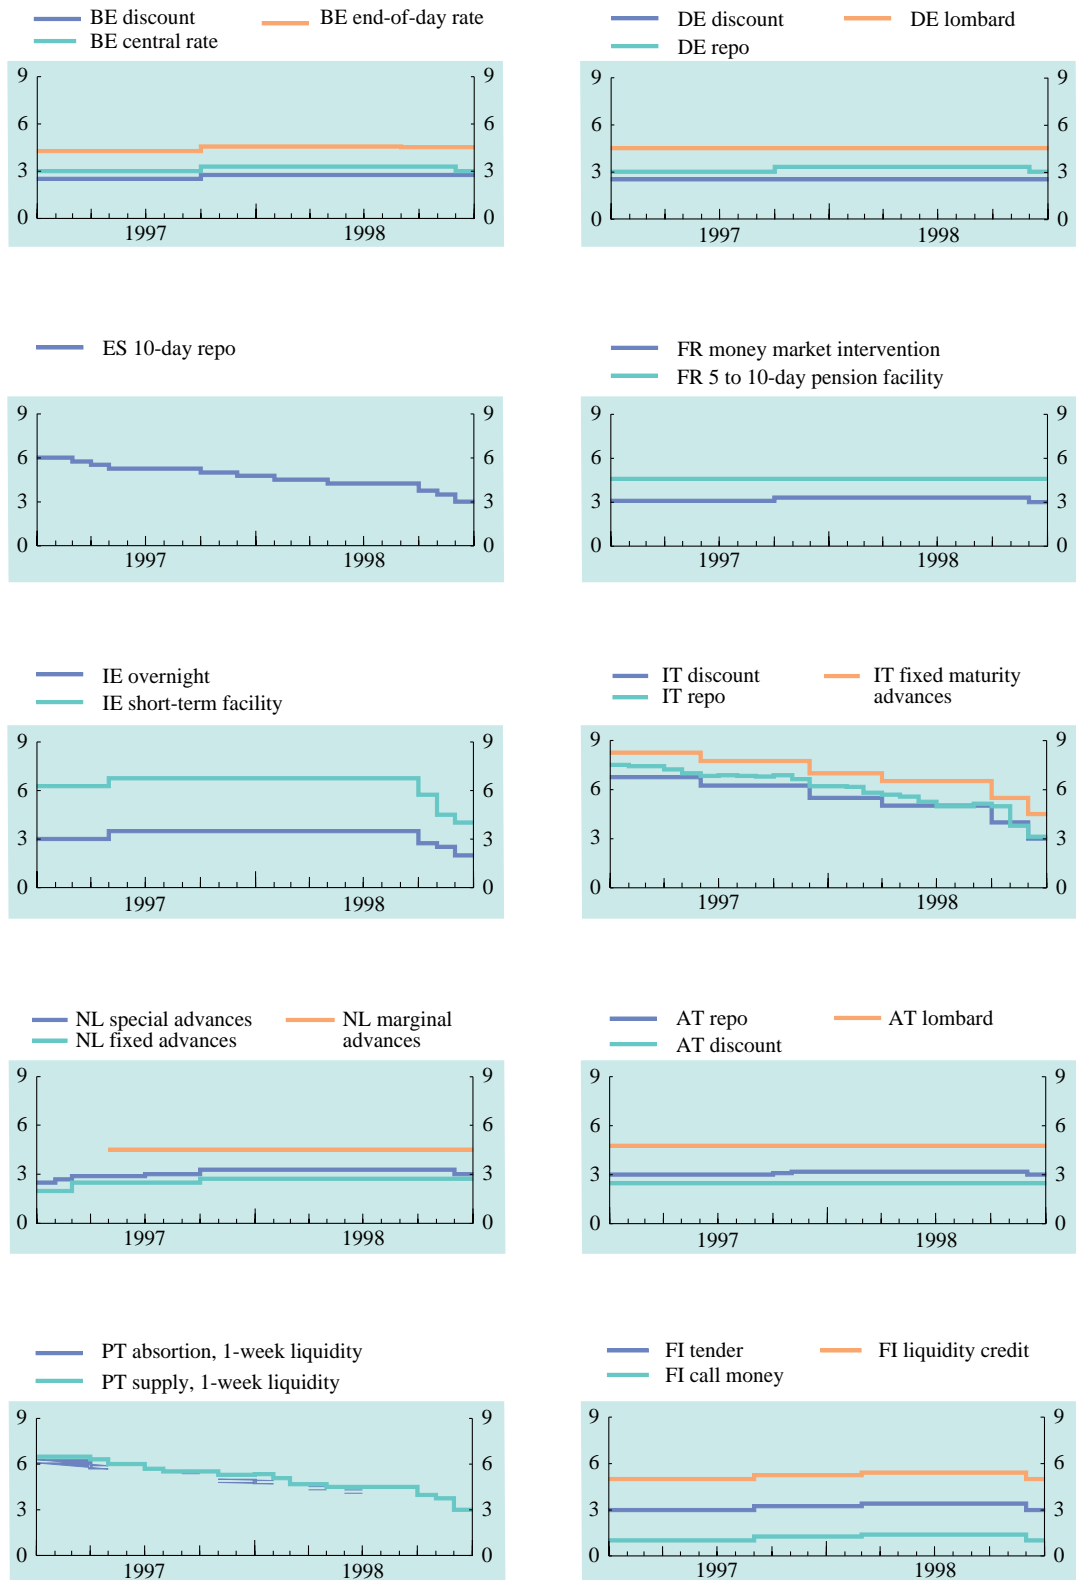 BE discount
BE end-of-day rate
BE central rate
9 9
6 6
3 3
0 0
1997 1998
DE discount
DE lombard
DE repo
9 9
6 6
3 3
0 0
1997 1998
ES 10-day repo
9 9
6 6
3 3
0 0
1997 1998
FR money market intervention
FR 5 to 10-day pension facility
9 9
6 6
3 3
0 0
1997 1998
IE overnight
IE short-term facility
9 9
6 6
3 3
0 0
1997 1998
IT discount
IT repo
IT fixed maturity
advances
9 9
6 6
3 3
0 0
1997 1998
NL special advances
NL fixed advances
NL marginal
advances
9 9
6 6
3 3
0 0
1997 1998
AT repo
AT lombard
AT discount
9 9
6 6
3 3
0 0
1997 1998
PT absortion, 1-week liquidity
PT supply, 1-week liquidity
9 9
6 6
3 3
0 0
1997 1998
FI tender
FI liquidity credit
FI call money
9 9
6 6
3 3
0 0
1997 1998